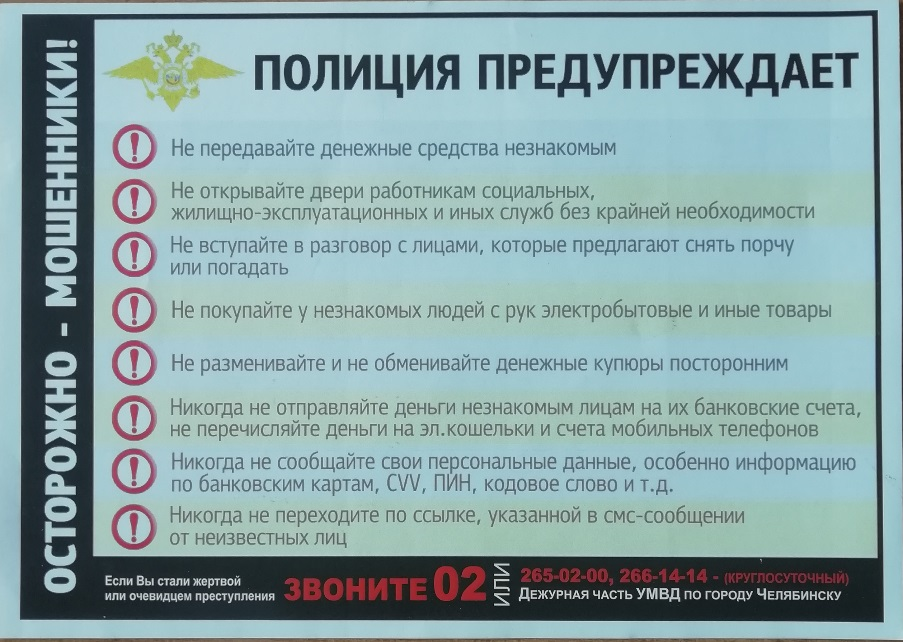 ОСТОРОЖНО - МОШЕННИКИ!
ПОЛИЦИЯ ПРЕДУПРЕЖДАЕТ
Не передавайте денежные средства незнакомым
Не открывайте двери работникам социальных,
жилищно-эксплуатационных и иных служб без крайней необходимости
Не вступайте в разговор с лицами, которые предлагают снять порчу
или погадать
Не покупайте у незнакомых людей с рук электробытовые и иные товары
Не разменивайте и не обменивайте денежные купюры посторонним
Никогда не отправляйте деньги незнакомым лицам на их банковские счета,
не перечисляйте деньги на эл.кошельки и счета мобильных телефонов
Никогда не сообщайте свои персональные данные, особенно информацию
по банковским картам, CVV, ПИН, кодовое слово и т.д.
Никогда не переходите по ссылке, указанной в смс-сообщении
от неизвестных лиц
Если Вы стали жертвой
или очевидцем преступления
ЗВОНИТЕ 02
ИЛИ
265-02-00, 266-14-14 - (КРУГЛОСУТОЧНЫЙ)
ДЕЖУРНАЯ ЧАСТЬ УМВД ПО ГОРОДУ ЧЕЛЯБИНСКУ